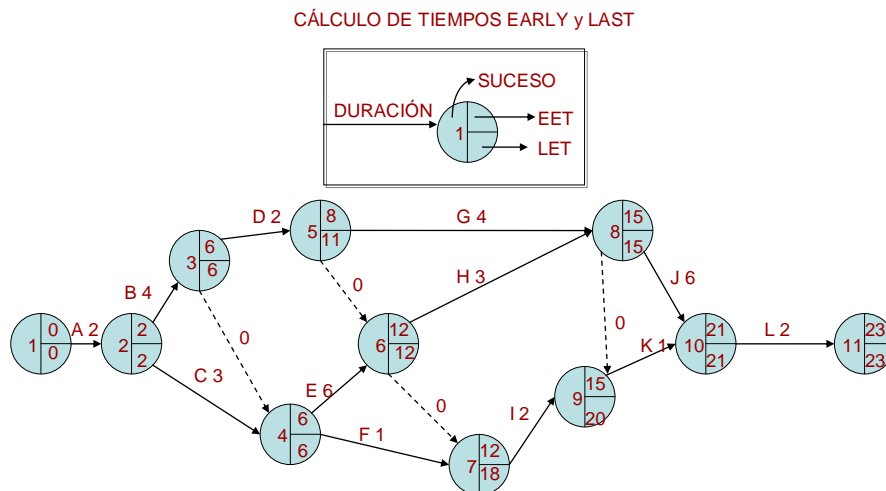 CÁLCULO DE TIEMPOS EARLY y LAST
SUCESO
DURACIÓN
EET
1
LET
D 2
5
8
11
G 4
8
15
15
3
6
6
B 4
0
H 3
J 6
0
1
0
0
A 2
2
2
2
6
12
12
0
K 1
10
21
21
L 2
11
23
23
C 3
E 6
0
9
15
20
4
6
6
F 1
I 2
7
12
18